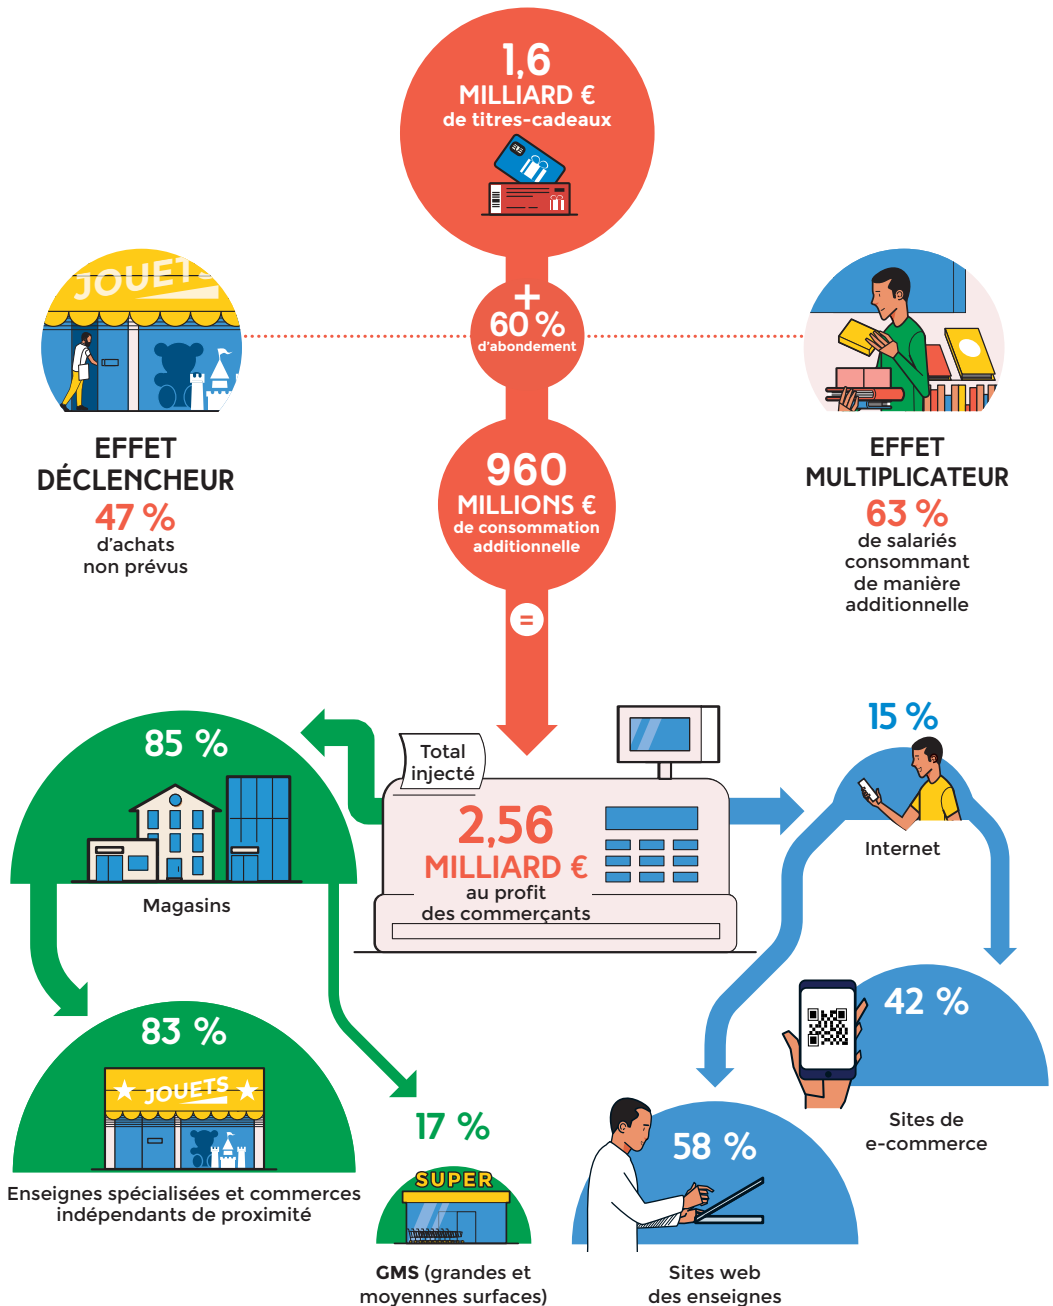 1,6
MILLIARD €
de titres-cadeaux
+
60 %
d'abondement
JOUETS
EFFET
DÉCLENCHEUR
47 %
d'achats
non prévus
960
MILLIONS €
de consommation
additionnelle
EFFET
MULTIPLICATEUR
63 %
de salariés
consommant
de manière
additionnelle
=
85 %
Magasins
Total
injecté
2,56
MILLIARD €
au profit
des commerçants
15 %
Internet
83 %
JOUETS
Enseignes spécialisées et commerces
indépendants de proximité
17 %
SUPER
GMS (grandes et
moyennes surfaces)
58 %
Sites web
des enseignes
42 %
Sites de
e-commerce